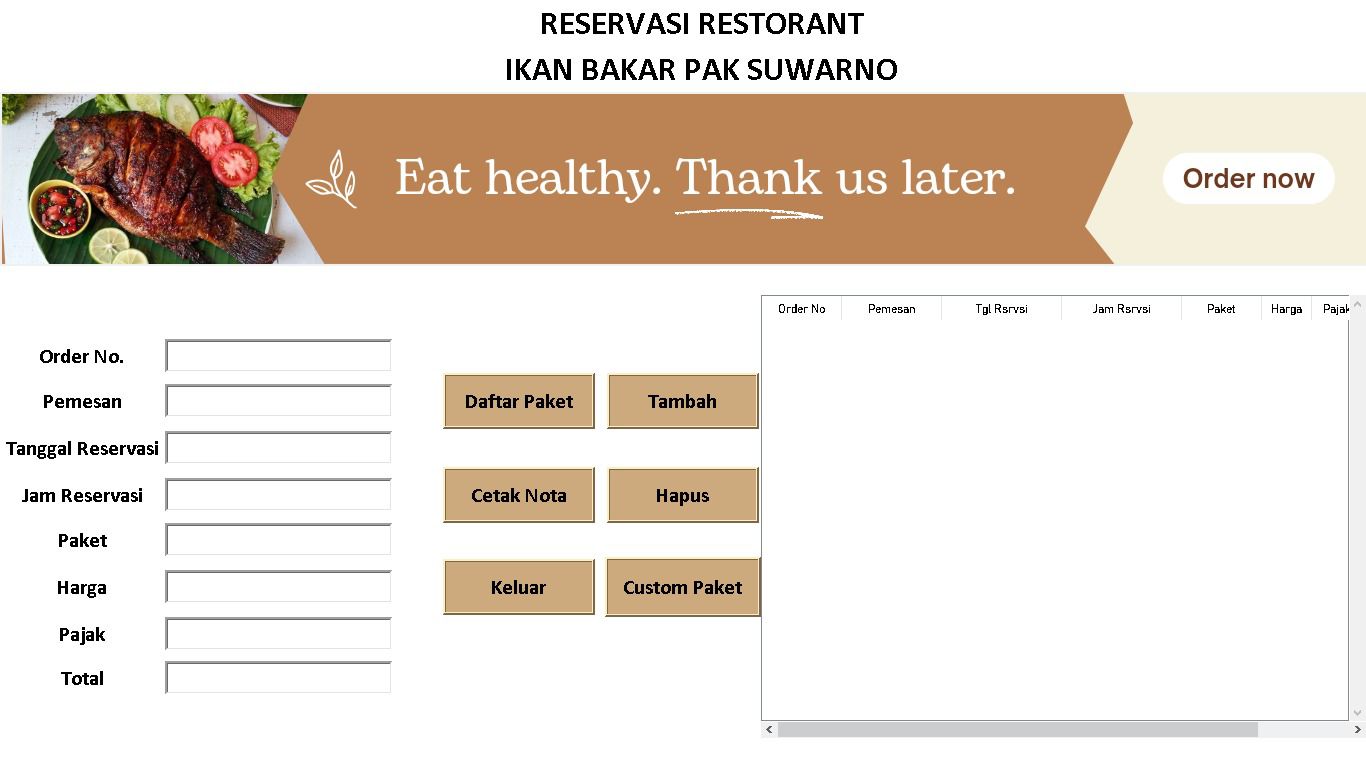 RESERVASI RESTORANT
IKAN BAKAR PAK SUWARNO
Eat healthy. Thank us later.
Order now
Order No
Pemesan
Tgl Rsrvsi
Jam Rsrvsi
Paket
Harga
Pajak
Order No.
Pemesan
Tanggal Reservasi
Jam Reservasi
Paket
Harga
Pajak
Total
Daftar Paket
Tambah
Cetak Nota
Hapus
Keluar
Custom Paket